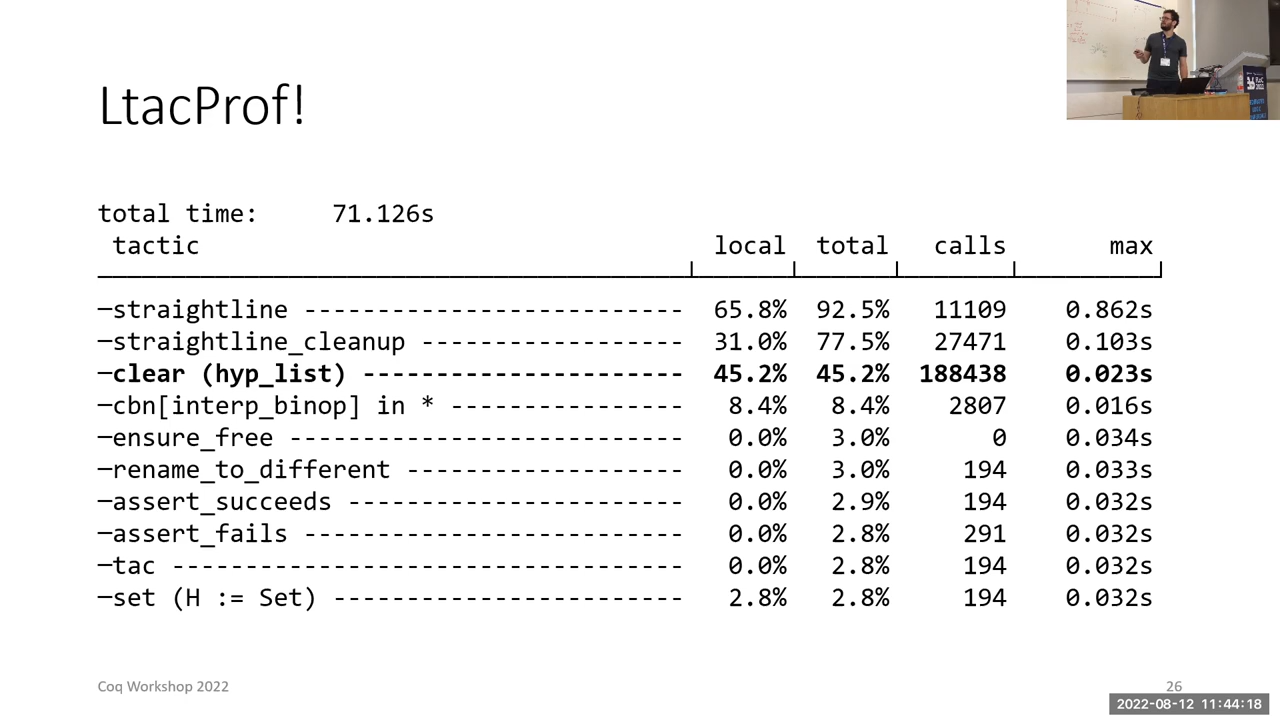 LtacProf!
total time: 71.126s
tactic local total calls max
─straightline -------------------------- 65.8% 92.5% 11109 0.862s
─straightline_cleanup ------------------ 31.0% 77.5% 27471 0.103s
─clear (hyp_list) ---------------------- 45.2% 45.2% 188438 0.023s
─cbn[interp_binop] in * ---------------- 8.4% 8.4% 2807 0.016s
─ensure_free --------------------------- 0.0% 3.0% 0 0.034s
─rename_to_different ------------------- 0.0% 3.0% 194 0.033s
─assert_succeeds ----------------------- 0.0% 2.9% 194 0.032s
─assert_fails -------------------------- 0.0% 2.8% 291 0.032s
─tac ----------------------------------- 0.0% 2.8% 194 0.032s
─set (H := Set) ------------------------ 2.8% 2.8% 194 0.032s
Coq Workshop 2022
26
2022-08-12 11:44:18